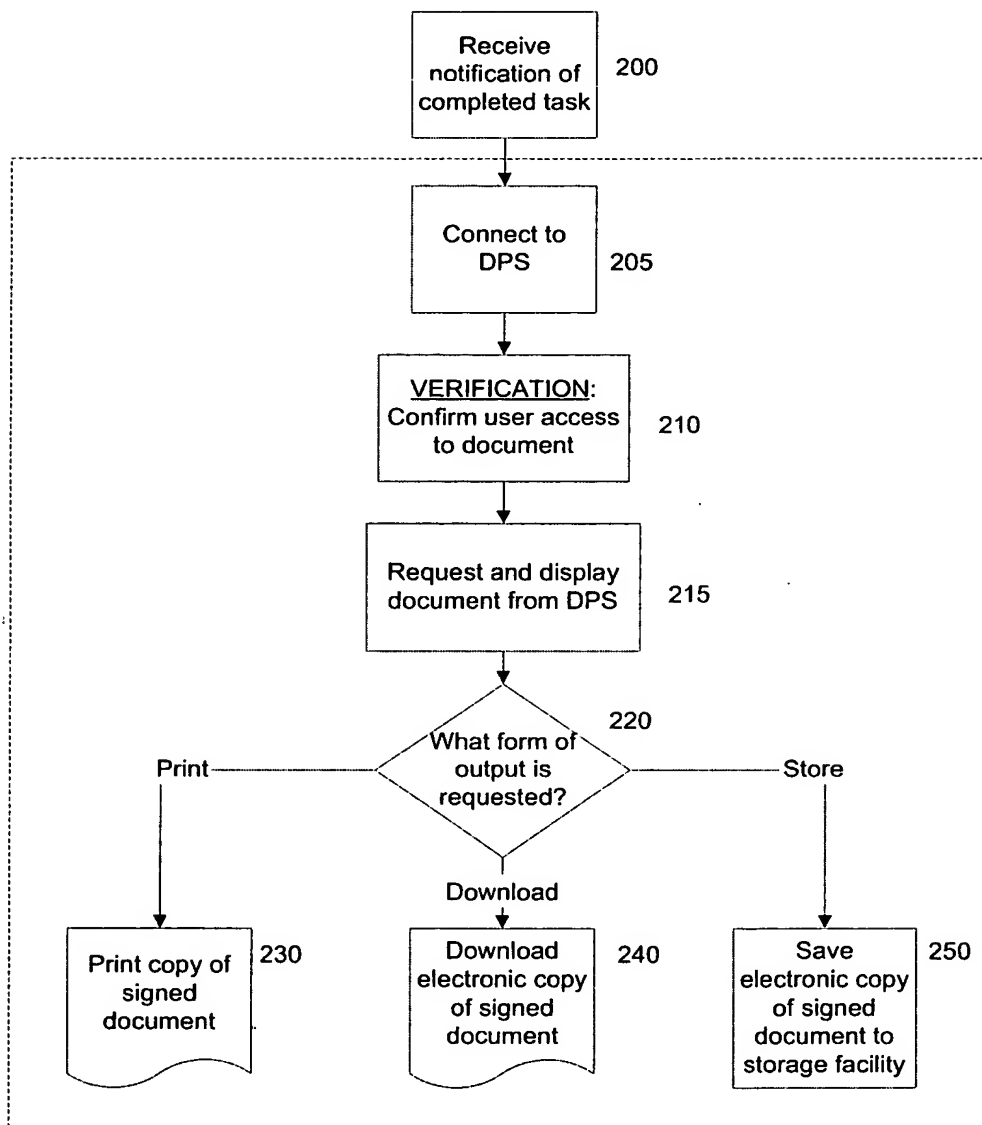 Receive
notification of
completed task
200
Connect to
DPS
205
VERIFICATION:
Confirm user access
to document
210
Request and display
document from DPS
215
220
What form of
output is
requested?
Print
Store
Download
Print copy of
signed
document
230
Download
electronic copy
of signed
document
240
Save
electronic copy
of signed
document to
storage facility
250